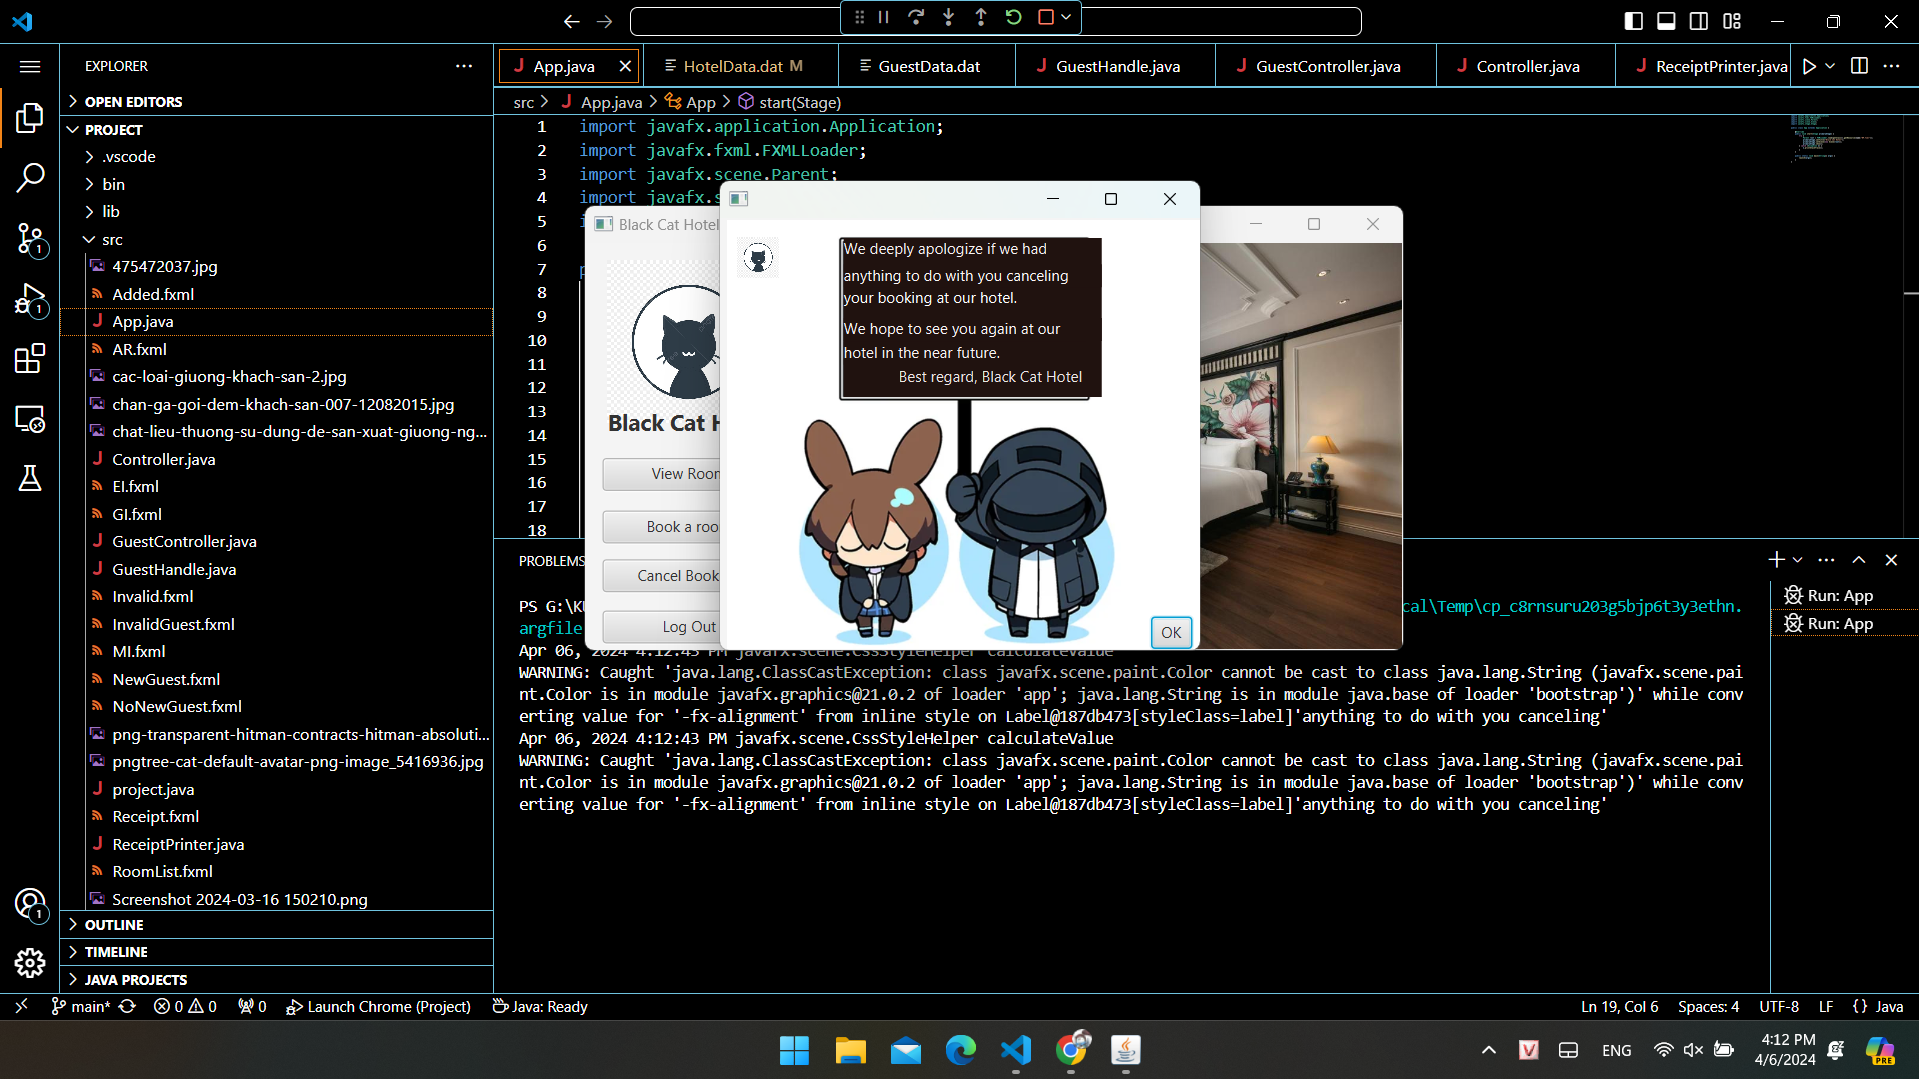 EXPLORER
OPEN EDITORS
PROJECT
.vscode
bin
lib
src
475472037.jpg
Added.fxml
App.java
AR.fxml
cac-loai-giuong-khach-san-2.jpg
chan-ga-goi-dem-khach-san-007-12082015.jpg
chat-lieu-thuong-su-dung-de-san-xuat-giuong-ng...
Controller.java
EI.fxml
GI.fxml
GuestController.java
GuestHandle.java
Invalid.fxml
InvalidGuest.fxml
MI.fxml
NewGuest.fxml
NoNewGuest.fxml
png-transparent-hitman-contracts-hitman-absoluti...
pngtree-cat-default-avatar-png-image_5416936.jpg
project.java
Receipt.fxml
ReceiptPrinter.java
RoomList.fxml
Screenshot 2024-03-16 150210.png
OUTLINE
TIMELINE
JAVA PROJECTS
1
1
1
App.java
HotelData.dat M
GuestData.dat
GuestHandle.java
GuestController.java
Controller.java
ReceiptPrinter.java
src > App.java > App > start(Stage)
1 import javafx.application.Application;
2 import javafx.fxml.FXMLLoader;
3 import javafx.scene.Parent;
4 import javafx.s
5 i
6
7 p
8
9
10
11
12
13
14
15
16
17
18
Black Cat Hotel
Black Cat H
View Roon
Book a roo
Cancel Book
Log Out
We deeply apologize if we had
anything to do with you canceling
your booking at our hotel.
We hope to see you again at our
hotel in the near future.
Best regard, Black Cat Hotel
OK
PROBLEMS
PS G:\KU
cal\Temp\cp_c8rnsuru203g5bjp6t3y3ethn.
argfile
Apr 06, 2024 4:12:43 PM javafx.scene.CssStyleHelper calculateValue
WARNING: Caught 'java.lang.ClassCastException: class javafx.scene.paint.Color cannot be cast to class java.lang.String (javafx.scene.pai
nt.Color is in module javafx.graphics@21.0.2 of loader 'app'; java.lang.String is in module java.base of loader 'bootstrap')' while conv
erting value for '-fx-alignment' from inline style on Label@187db473[styleClass=label]'anything to do with you canceling'
Apr 06, 2024 4:12:43 PM javafx.scene.CssStyleHelper calculateValue
WARNING: Caught 'java.lang.ClassCastException: class javafx.scene.paint.Color cannot be cast to class java.lang.String (javafx.scene.pai
nt.Color is in module javafx.graphics@21.0.2 of loader 'app'; java.lang.String is in module java.base of loader 'bootstrap')' while conv
erting value for '-fx-alignment' from inline style on Label@187db473[styleClass=label]'anything to do with you canceling'
Run: App
Run: App
main* 0 0 0 Launch Chrome (Project) Java: Ready
Ln 19, Col 6 Spaces: 4 UTF-8 LF {} Java
ENG
4:12 PM
4/6/2024
PRE